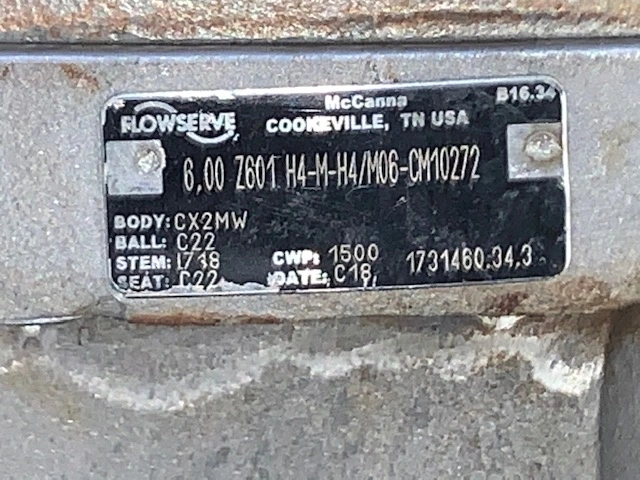 FLOWSERVE
McCanna
COOKEVILLE, TN USA
B16.34
6,00 Z601 H4-M-H4/M06-CM10272
BODY: CX2MW
BALL: C22
STEM: L718
SEAT: C22
CWP: 1500
DATE: C18
1731460.34.3